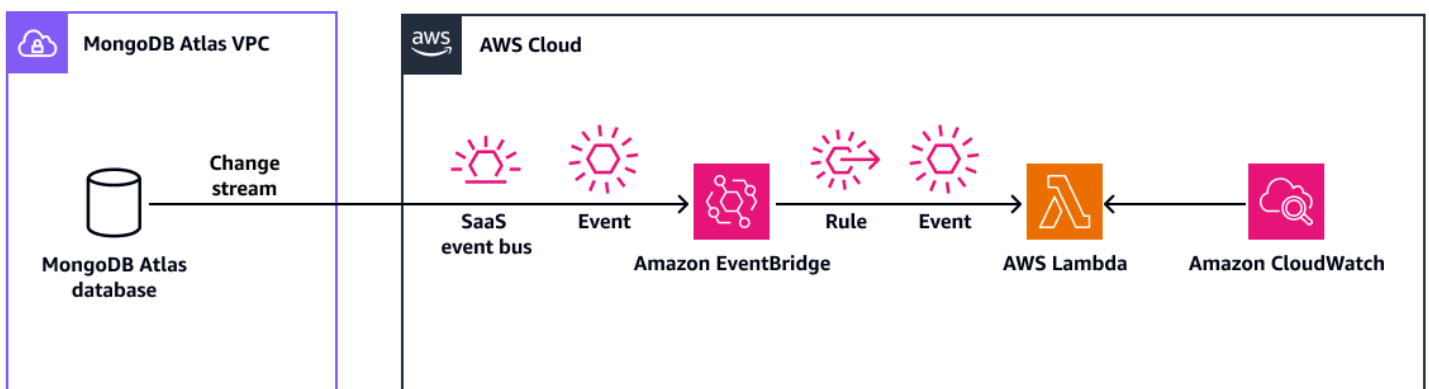 MongoDB Atlas VPC
aws
AWS Cloud
Change
stream
SaaS
event bus
Event
Rule
Event
MongoDB Atlas
database
Amazon EventBridge
AWS Lambda
Amazon CloudWatch